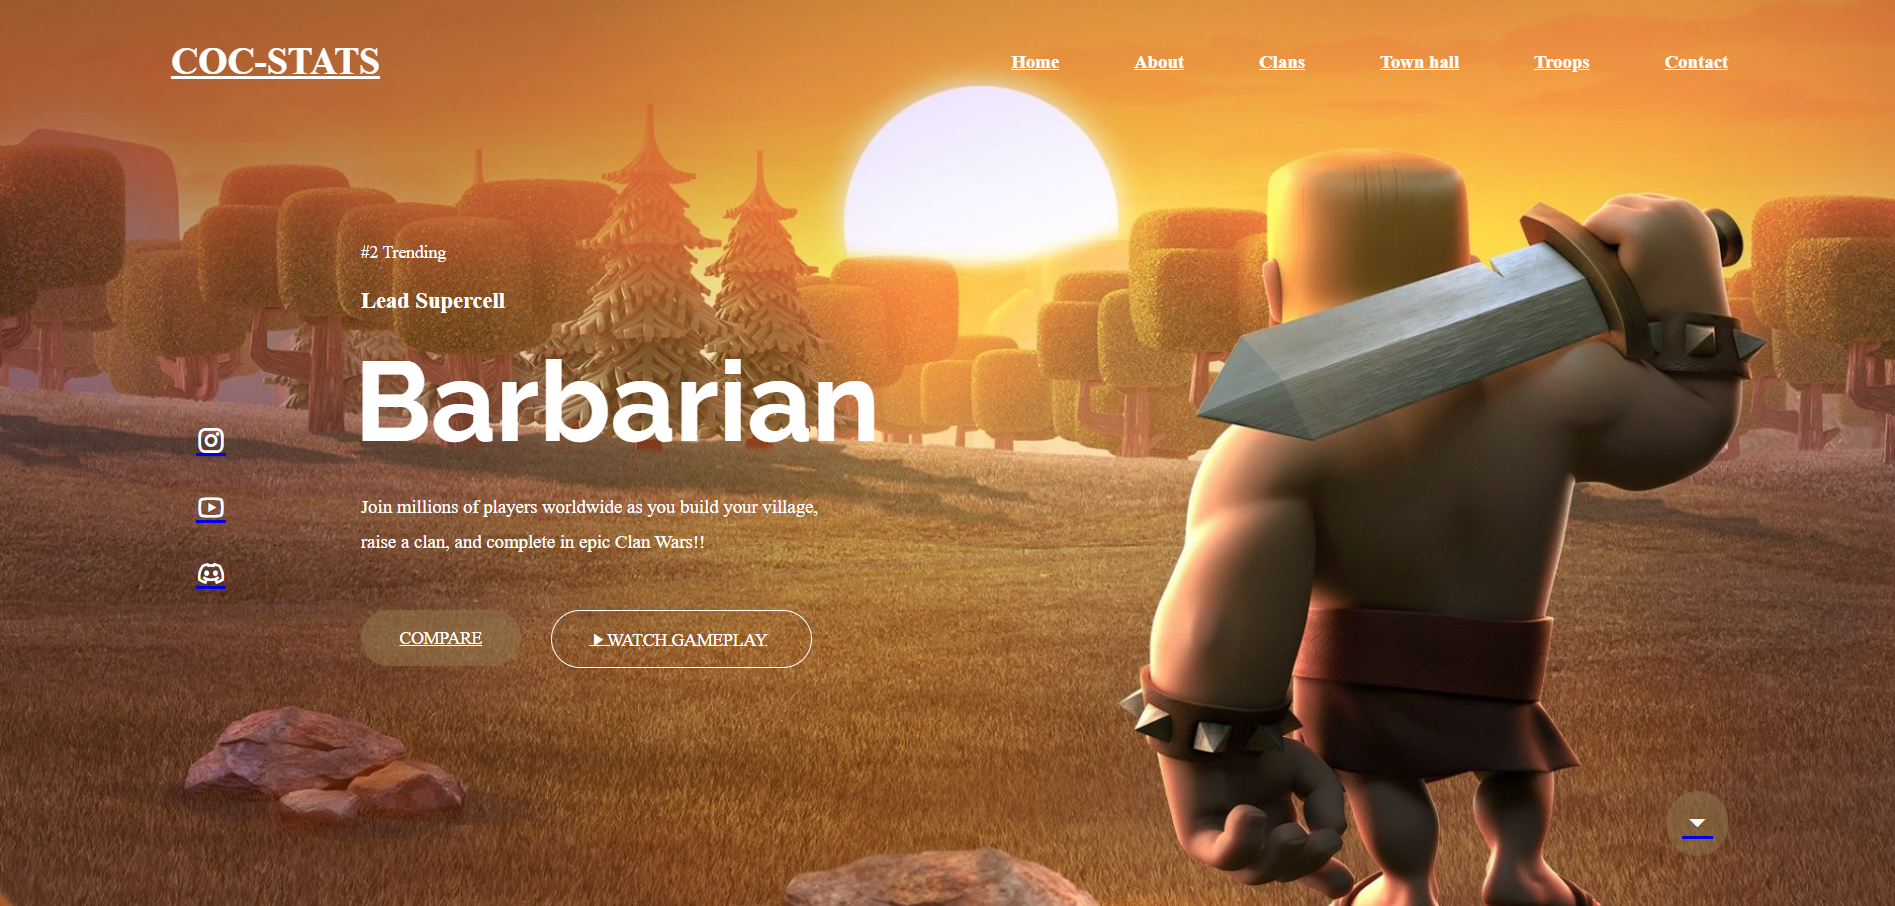 COC-STATS
Home About Clans Town hall Troops Contact
#2 Trending
Lead Supercell
Barbarian
Join millions of players worldwide as you build your village,
raise a clan, and complete in epic Clan Wars!!
COMPARE WATCH GAMEPLAY